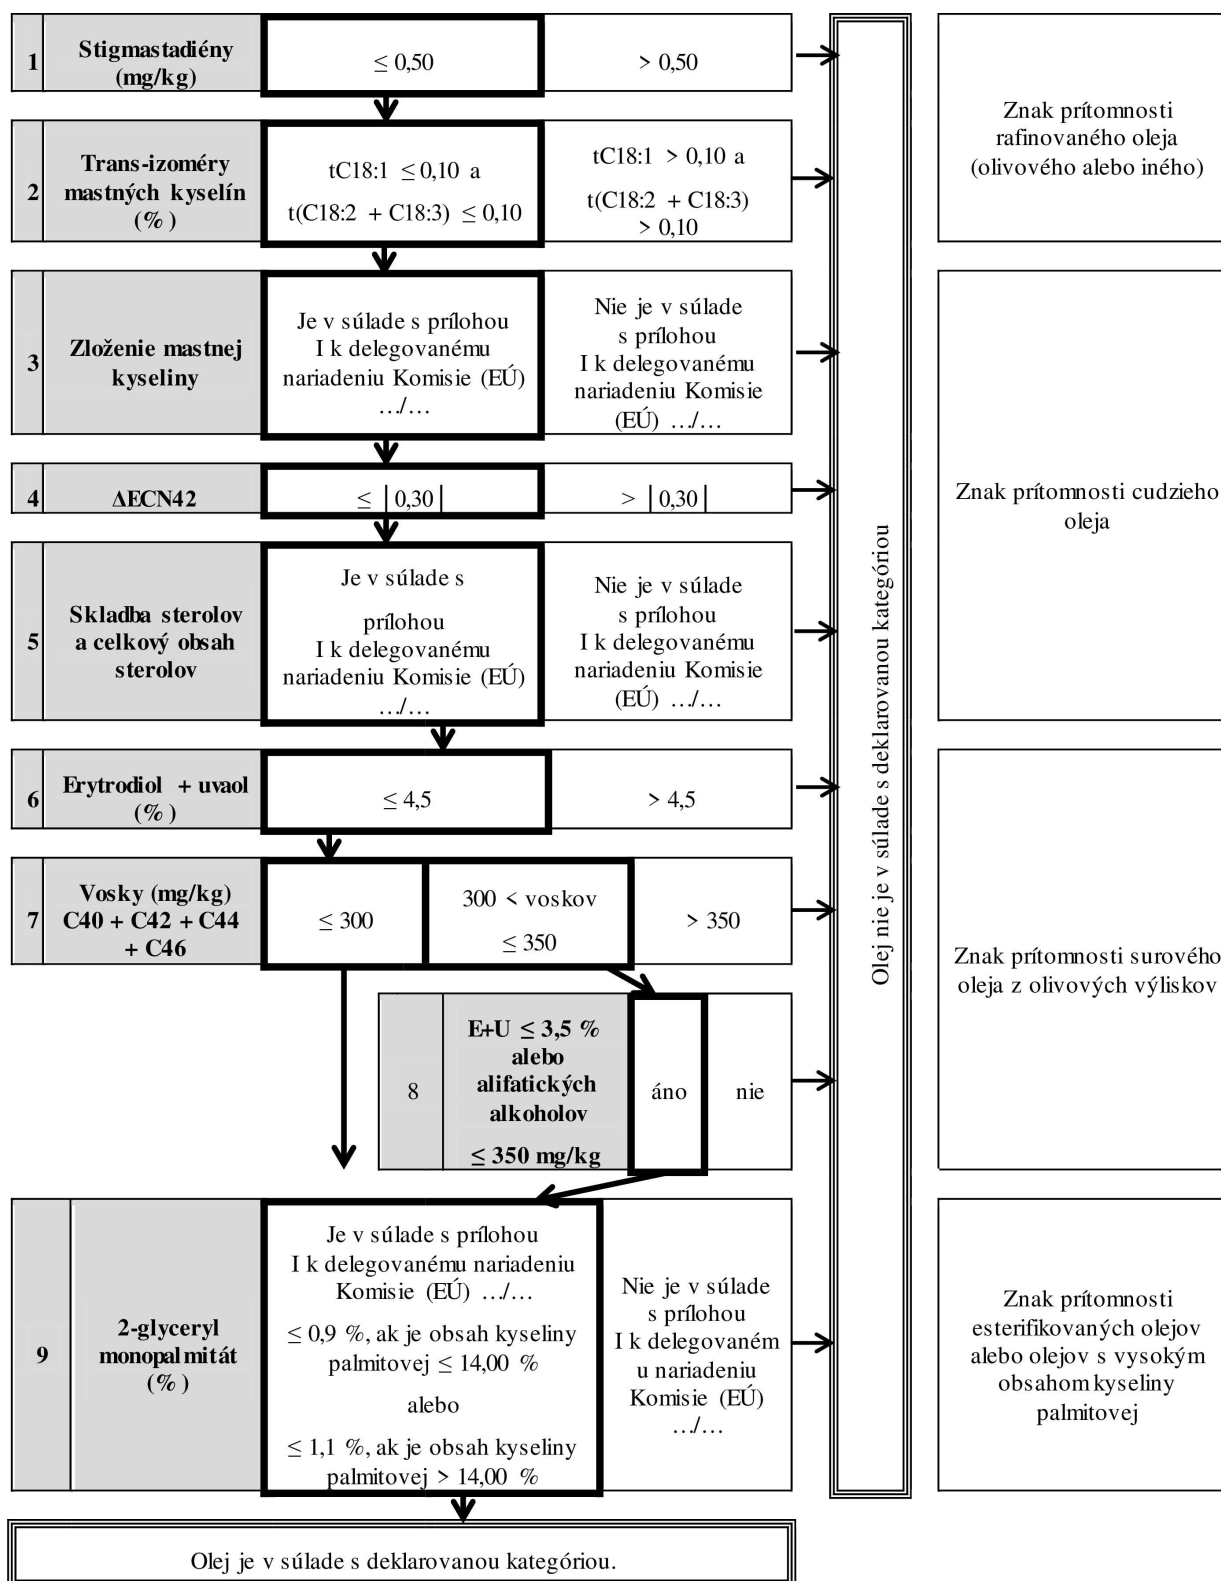 1
Stigmastadiény
(mg/kg)
≤ 0,50
> 0,50
2
Trans-izoméry
mastných kyselín
(%)
tC18:1 ≤ 0,10 a
t(C18:2 + C18:3) ≤ 0,10
tC18:1 > 0,10 a
t(C18:2 + C18:3)
> 0,10
Znak prítomnosti
rafinovaného oleja
(olivového alebo iného)
3
Zloženie mastnej
kyseliny
Je v súlade s prílohou
I k delegovanému
nariadeniu Komisie (EÚ)
…/…
Nie je v súlade
s prílohou
I k delegovanému
nariadeniu Komisie
(EÚ) …/…
4
ΔECN42
≤ |0,30|
> |0,30|
5
Skladba sterolov
a celkový obsah
sterolov
Je v súlade s
prílohou
I k delegovanému
nariadeniu Komisie (EÚ)
…/…
Nie je v súlade
s prílohou
I k delegovanému
nariadeniu Komisie
(EÚ) …/…
Znak prítomnosti cudzieho
oleja
6
Erytrodiol + uvaol
(%)
≤ 4,5
> 4,5
7
Vosky (mg/kg)
C40 + C42 + C44
+ C46
≤ 300
300 < voskov
≤ 350
> 350
8
E+U ≤ 3,5 %
alebo
alifatických
alkoholov
≤ 350 mg/kg
áno
nie
Znak prítomnosti surového
oleja z olivových výliskov
9
2-glyceryl
monopalmitát
(%)
Je v súlade s prílohou
I k delegovanému nariadeniu
Komisie (EÚ) …/…
≤ 0,9 %, ak je obsah kyseliny
palmitovej ≤ 14,00 %
alebo
≤ 1,1 %, ak je obsah kyseliny
palmitovej > 14,00 %
Nie je v súlade
s prílohou
I k delegovaném
u nariadeniu
Komisie (EÚ)
…/…
Znak prítomnosti
esterifikovaných olejov
alebo olejov s vysokým
obsahom kyseliny
palmitovej
Olej nie je v súlade s deklarovanou kategóriou
Olej je v súlade s deklarovanou kategóriou.